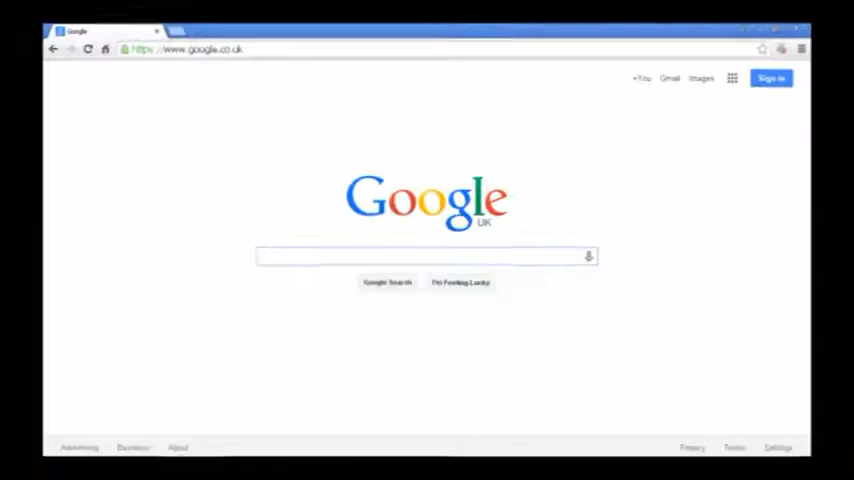 Google
https://www.google.co.uk
+You Gmail Images Sign in
Google
UK
Google Search I'm Feeling Lucky
Advertising Business About Privacy Terms Settings